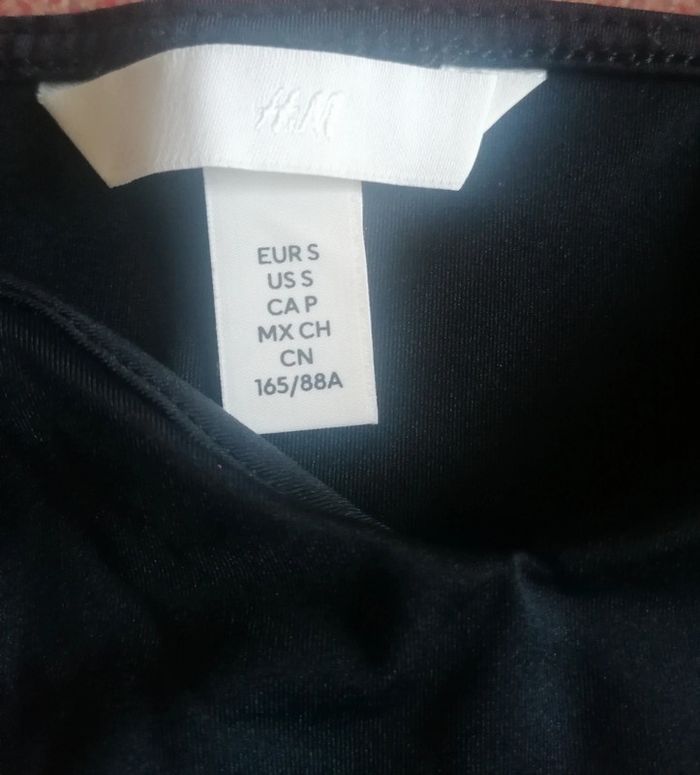 H&M
EUR S
US S
CA P
MX CH
CN
165/88A